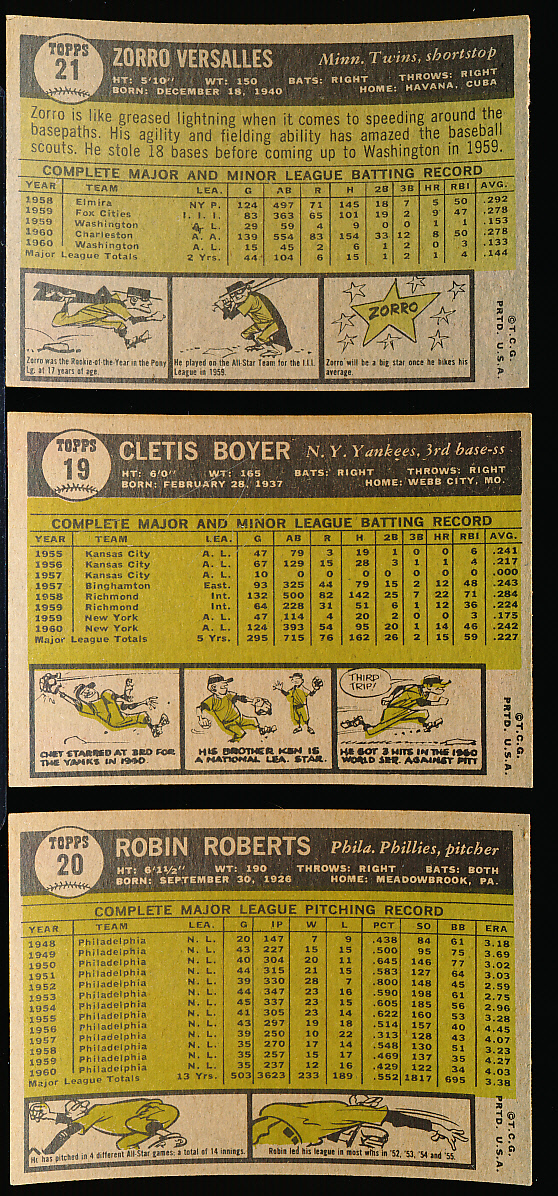 TOPPS
21
ZORRO VERSALLES Minn. Twins, shortstop
HT: 5'10" WT: 150 BATS: RIGHT THROWS: RIGHT
BORN: DECEMBER 18, 1940 HOME: HAVANA, CUBA
Zorro is like greased lightning when it comes to speeding around the
basepaths. His agility and fielding ability has amazed the baseball
scouts. He stole 18 bases before coming up to Washington in 1959.
COMPLETE MAJOR AND MINOR LEAGUE BATTING RECORD
YEAR TEAM LEA. G AB R H 2B 3B HR RBI AVG.
1958 Elmira NY P. 124 497 71 145 18 7 5 50 .292
1959 Fox Cities I. I. I. 83 363 65 101 19 2 9 47 .278
1959 Washington A. L. 29 59 4 9 0 0 1 1 .153
1960 Charleston A. A. 139 554 83 154 33 12 8 50 .278
1960 Washington A. L. 15 45 2 6 1 2 0 3 .133
Major League Totals 2 Yrs. 44 104 6 15 1 2 1 4 .144
Zorro was the Rookie-of-the-Year in the Pony
Lg. at 17 years of age.
He played on the All-Star Team for the I.I.I.
League in 1959.
ZORRO
Zorro will be a big star once he hikes his
average.
©T.C.G.
PRTD. U.S.A.
TOPPS
19
CLETIS BOYER N.Y. Yankees, 3rd base-ss
HT: 6'0" WT: 165 BATS: RIGHT THROWS: RIGHT
BORN: FEBRUARY 28, 1937 HOME: WEBB CITY, MO.
COMPLETE MAJOR AND MINOR LEAGUE BATTING RECORD
YEAR TEAM LEA. G AB R H 2B 3B HR RBI AVG.
1955 Kansas City A. L. 47 79 3 19 1 0 0 6 .241
1956 Kansas City A. L. 67 129 15 28 3 1 1 4 .217
1957 Kansas City A. L. 10 0 0 0 0 0 0 0 .000
1957 Binghamton East. 93 325 44 79 15 2 12 48 .243
1958 Richmond Int. 132 500 82 142 25 7 22 71 .284
1959 Richmond Int. 64 228 31 51 6 1 12 36 .224
1959 New York A. L. 47 114 4 20 2 0 0 3 .175
1960 New York A. L. 124 393 54 95 20 1 14 46 .242
Major League Totals 5 Yrs. 295 715 76 162 26 2 15 59 .227
CHET STARRED AT 3RD FOR
THE YANKS IN 1960.
HIS BROTHER KEN IS
A NATIONAL LEA. STAR.
THIRD
TRIP!
HE GOT 3 HITS IN THE 1960
WORLD SER. AGAINST PITT
©T.C.G.
PRTD. U.S.A.
TOPPS
20
ROBIN ROBERTS Phila. Phillies, pitcher
HT: 6'1½" WT: 190 THROWS: RIGHT BATS: BOTH
BORN: SEPTEMBER 30, 1926 HOME: MEADOWBROOK, PA.
COMPLETE MAJOR LEAGUE PITCHING RECORD
YEAR TEAM LEA. G IP W L PCT SO BB ERA
1948 Philadelphia N. L. 20 147 7 9 .438 84 61 3.18
1949 Philadelphia N. L. 43 227 15 15 .500 95 75 3.69
1950 Philadelphia N. L. 40 304 20 11 .645 146 77 3.02
1951 Philadelphia N. L. 44 315 21 15 .583 127 64 3.03
1952 Philadelphia N. L. 39 330 28 7 .800 148 45 2.59
1953 Philadelphia N. L. 44 347 23 16 .590 198 61 2.75
1954 Philadelphia N. L. 45 337 23 15 .605 185 56 2.96
1955 Philadelphia N. L. 41 305 23 14 .622 160 53 3.28
1956 Philadelphia N. L. 43 297 19 18 .514 157 40 4.45
1957 Philadelphia N. L. 39 250 10 22 .313 128 43 4.07
1958 Philadelphia N. L. 35 270 17 14 .548 130 51 3.23
1959 Philadelphia N. L. 35 257 15 17 .469 137 35 4.27
1960 Philadelphia N. L. 35 237 12 16 .429 122 34 4.03
Major League Totals 13 Yrs. 503 3623 233 189 .552 1817 695 3.38
He has pitched in 4 different All-Star games; a total of 14 innings.
Robin led his league in most wins in '52, '53, '54 and '55.
©T.C.G.
PRTD. U.S.A.